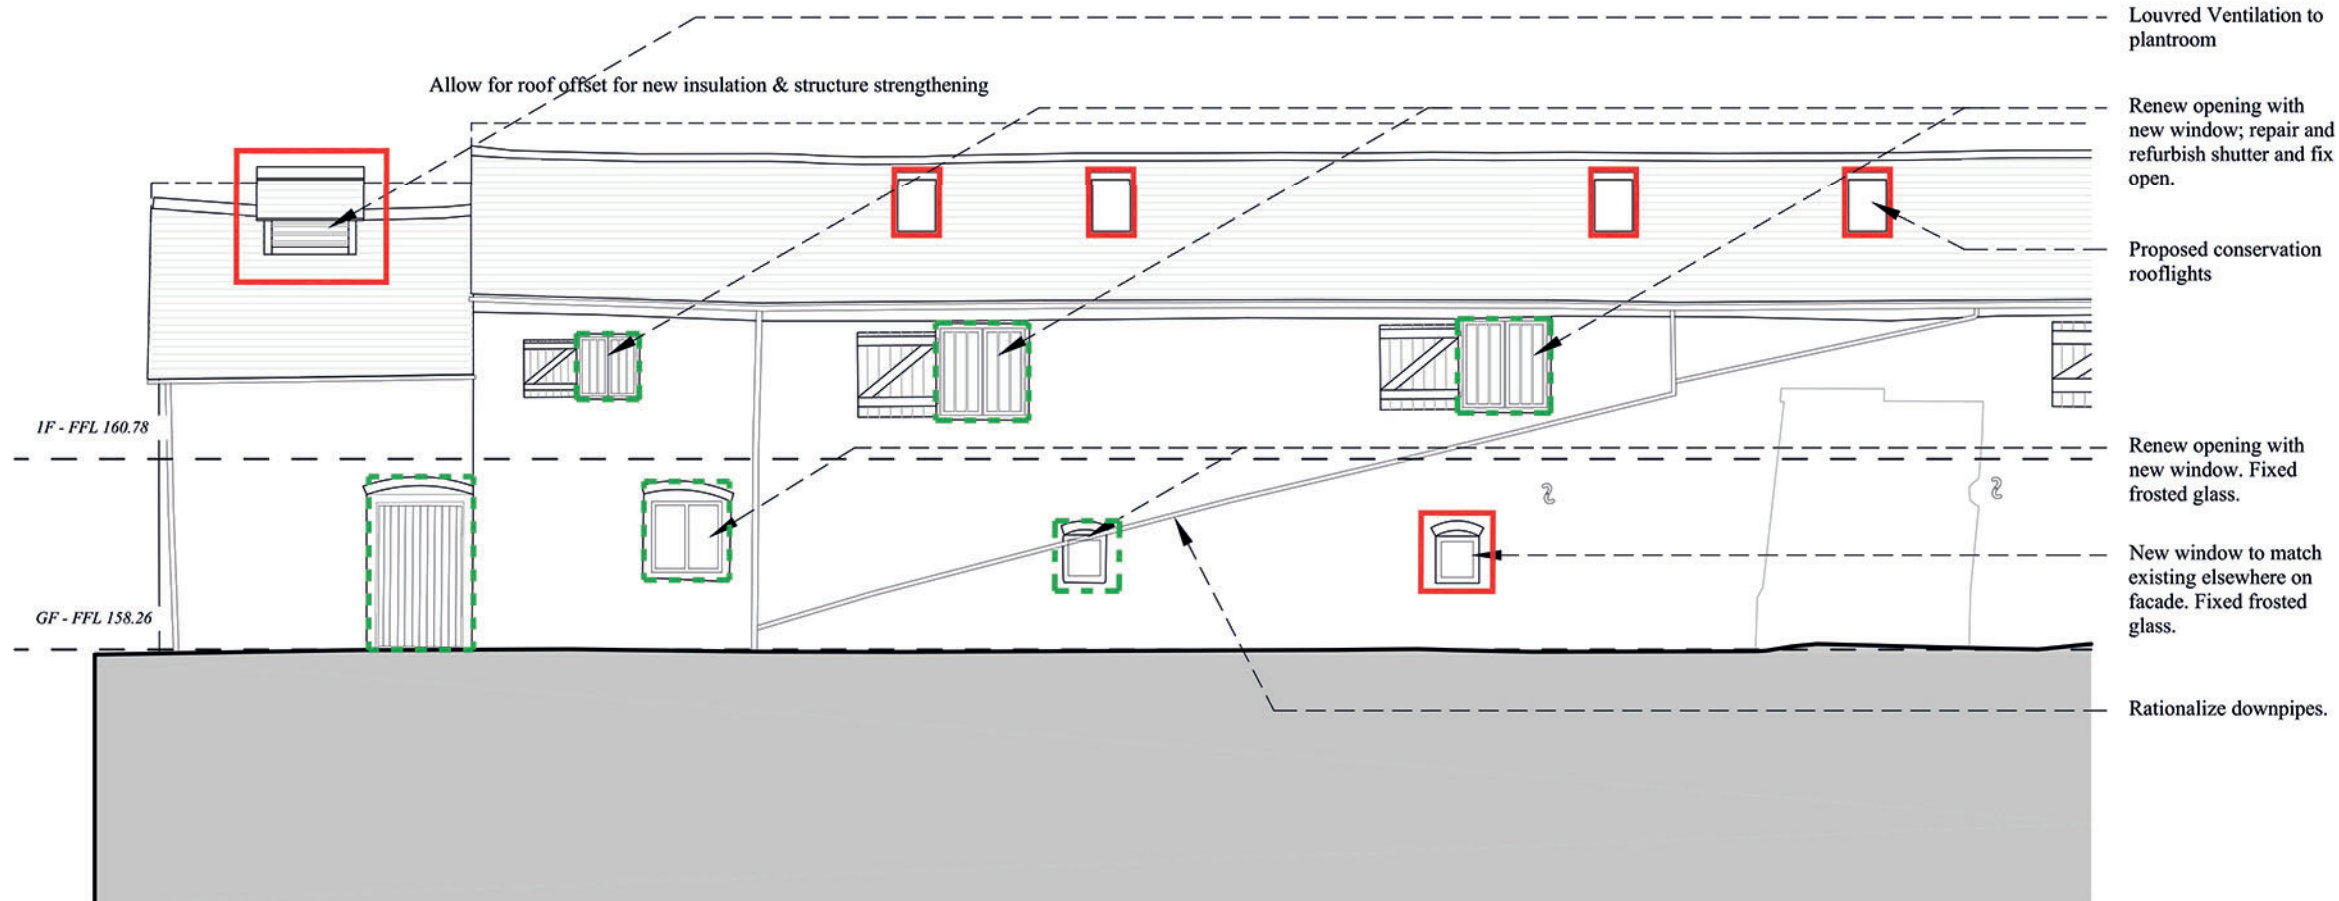 Louvred Ventilation to
plantroom
Allow for roof offset for new insulation & structure strengthening
Renew opening with
new window; repair and
refurbish shutter and fix
open.
Proposed conservation
rooflights
1F - FFL 160.78
Renew opening with
new window. Fixed
frosted glass.
New window to match
existing elsewhere on
facade. Fixed frosted
glass.
GF - FFL 158.26
Rationalize downpipes.